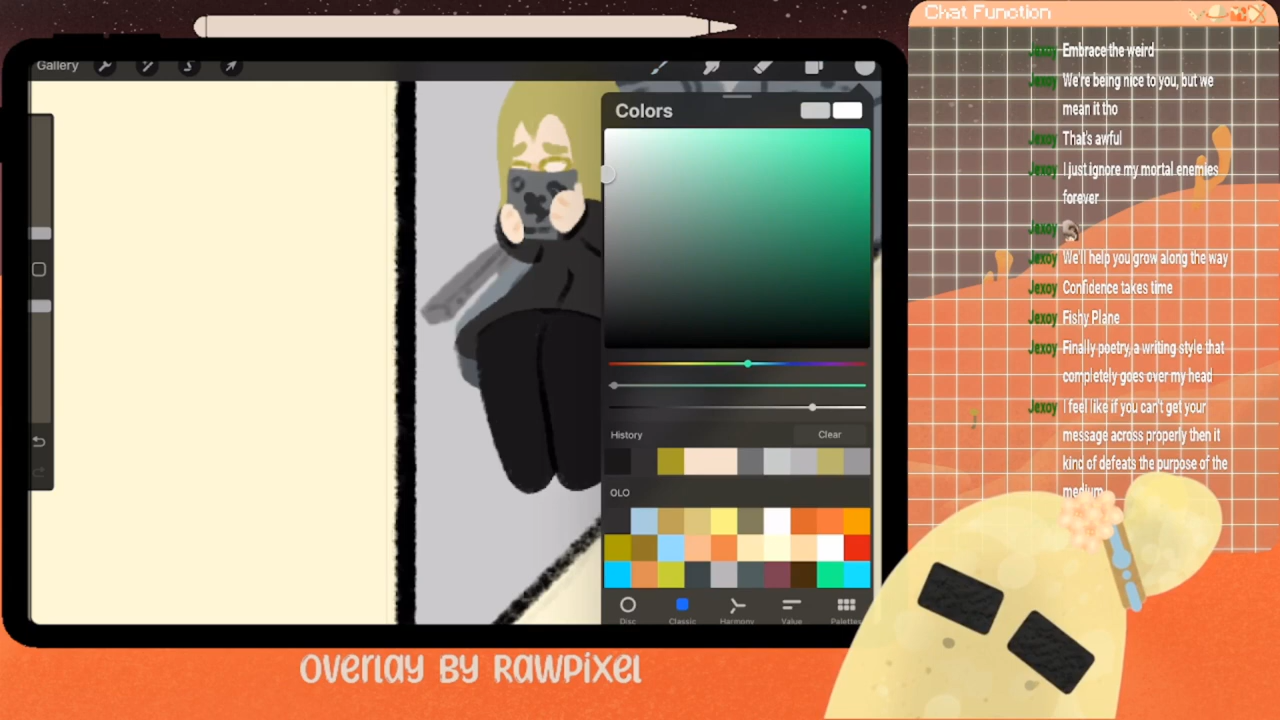 Chat Function
Gallery
Colors
Jexoy Embrace the weird
Jexoy We're being nice to you, but we
mean it tho
Jexoy That's awful
Jexoy I just ignore my mortal enemies
forever
Jexoy
Jexoy We'll help you grow along the way
Jexoy Confidence takes time
Jexoy Fishy Plane
Jexoy Finally poetry, a writing style that
completely goes over my head
Jexoy I feel like if you can't get your
message across properly then it
kind of defeats the purpose of the
medium
History Clear
OLO
Disc Classic Harmony Value Palettes
OVERLAY BY RAWPIXEL